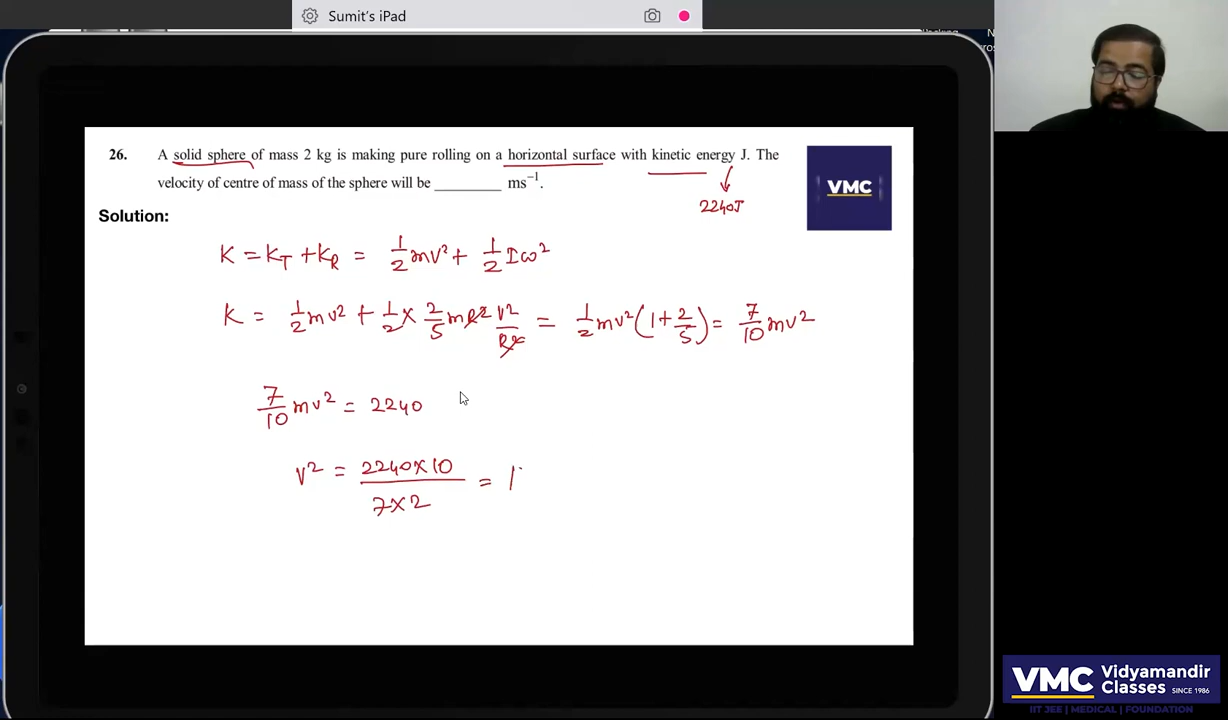 Sumit's iPad
26. A solid sphere of mass 2 kg is making pure rolling on a horizontal surface with kinetic energy J. The
velocity of centre of mass of the sphere will be ________ ms⁻¹.
2240J
VMC
Solution:
K = K_T + K_R = 1/2 mv² + 1/2 Iω²
K = 1/2 mv² + 1/2 × 2/5 mR² v²/R² = 1/2 mv² (1 + 2/5) = 7/10 mv²
7/10 mv² = 2240
v² = 2240×10 / 7×2 = 1
VMC Vidyamandir
Classes SINCE 1986
IIT JEE | MEDICAL | FOUNDATION